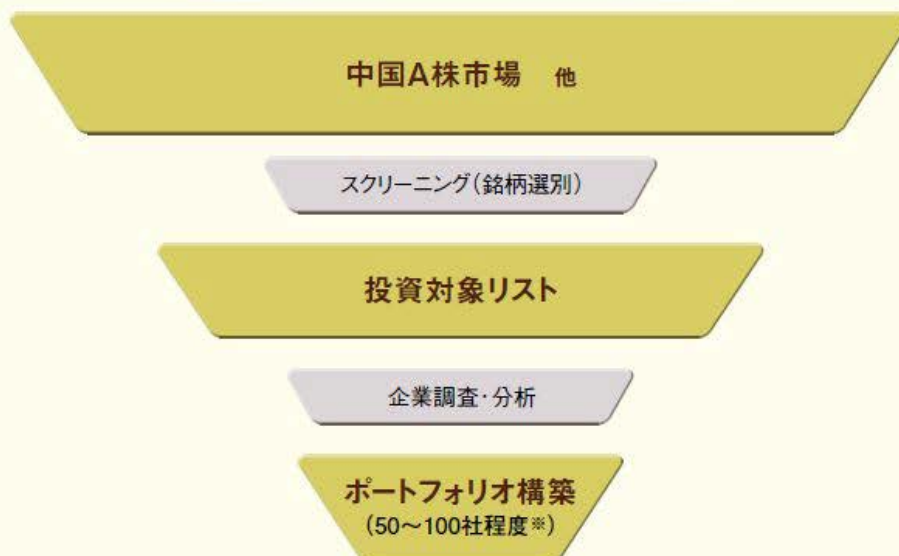 中国A株市場 他
スクリーニング(銘柄選別)
投資対象リスト
企業調査・分析
ポートフォリオ構築
(50〜100社程度※)